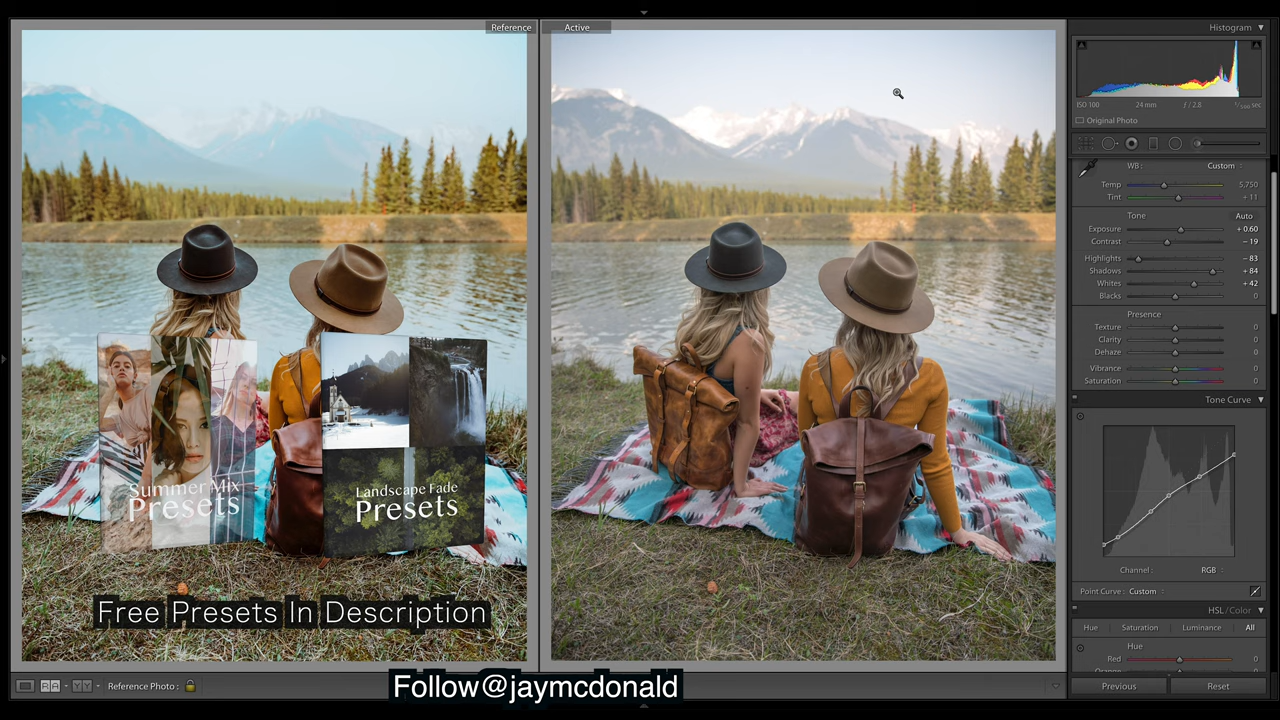 Reference
Active
Histogram
ISO 100 24 mm ƒ / 2.8 1/500 sec
Original Photo
WB : Custom
Temp 5,750
Tint + 11
Tone Auto
Exposure + 0.60
Contrast − 19
Highlights − 83
Shadows + 84
Whites + 42
Blacks 0
Presence
Texture 0
Clarity 0
Dehaze 0
Vibrance 0
Saturation 0
Tone Curve
Channel : RGB
Point Curve : Custom
HSL / Color
Hue Saturation Luminance All
Hue
Red 0
Previous Reset
Summer Mix
Presets
Landscape Fade
Presets
Free Presets In Description
Reference Photo :
Follow@jaymcdonald